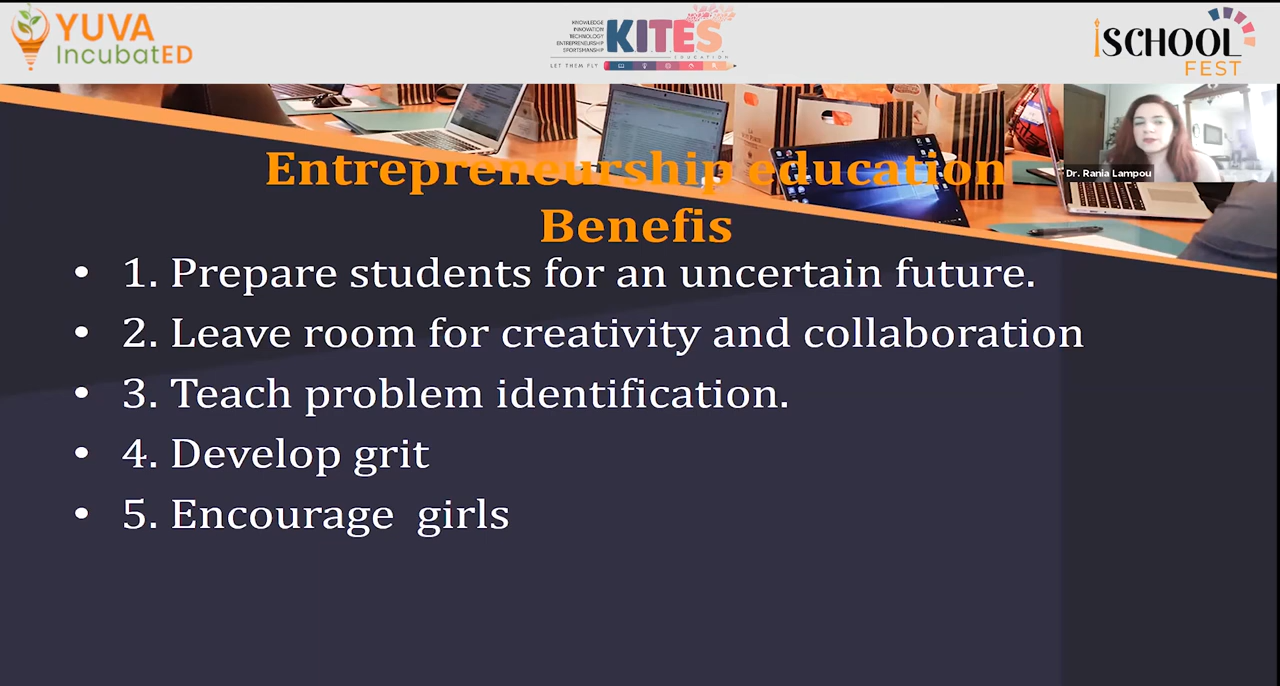 YUVA
IncubatED
KNOWLEDGE
INNOVATION
TECHNOLOGY
ENTREPRENEURSHIP
SPORTSMANSHIP
KITES
EDUCATION
LET THEM FLY
iSCHOOL
FEST
Dr. Rania Lampou
Entrepreneurship education
Benefis
• 1. Prepare students for an uncertain future.
• 2. Leave room for creativity and collaboration
• 3. Teach problem identification.
• 4. Develop grit
• 5. Encourage  girls